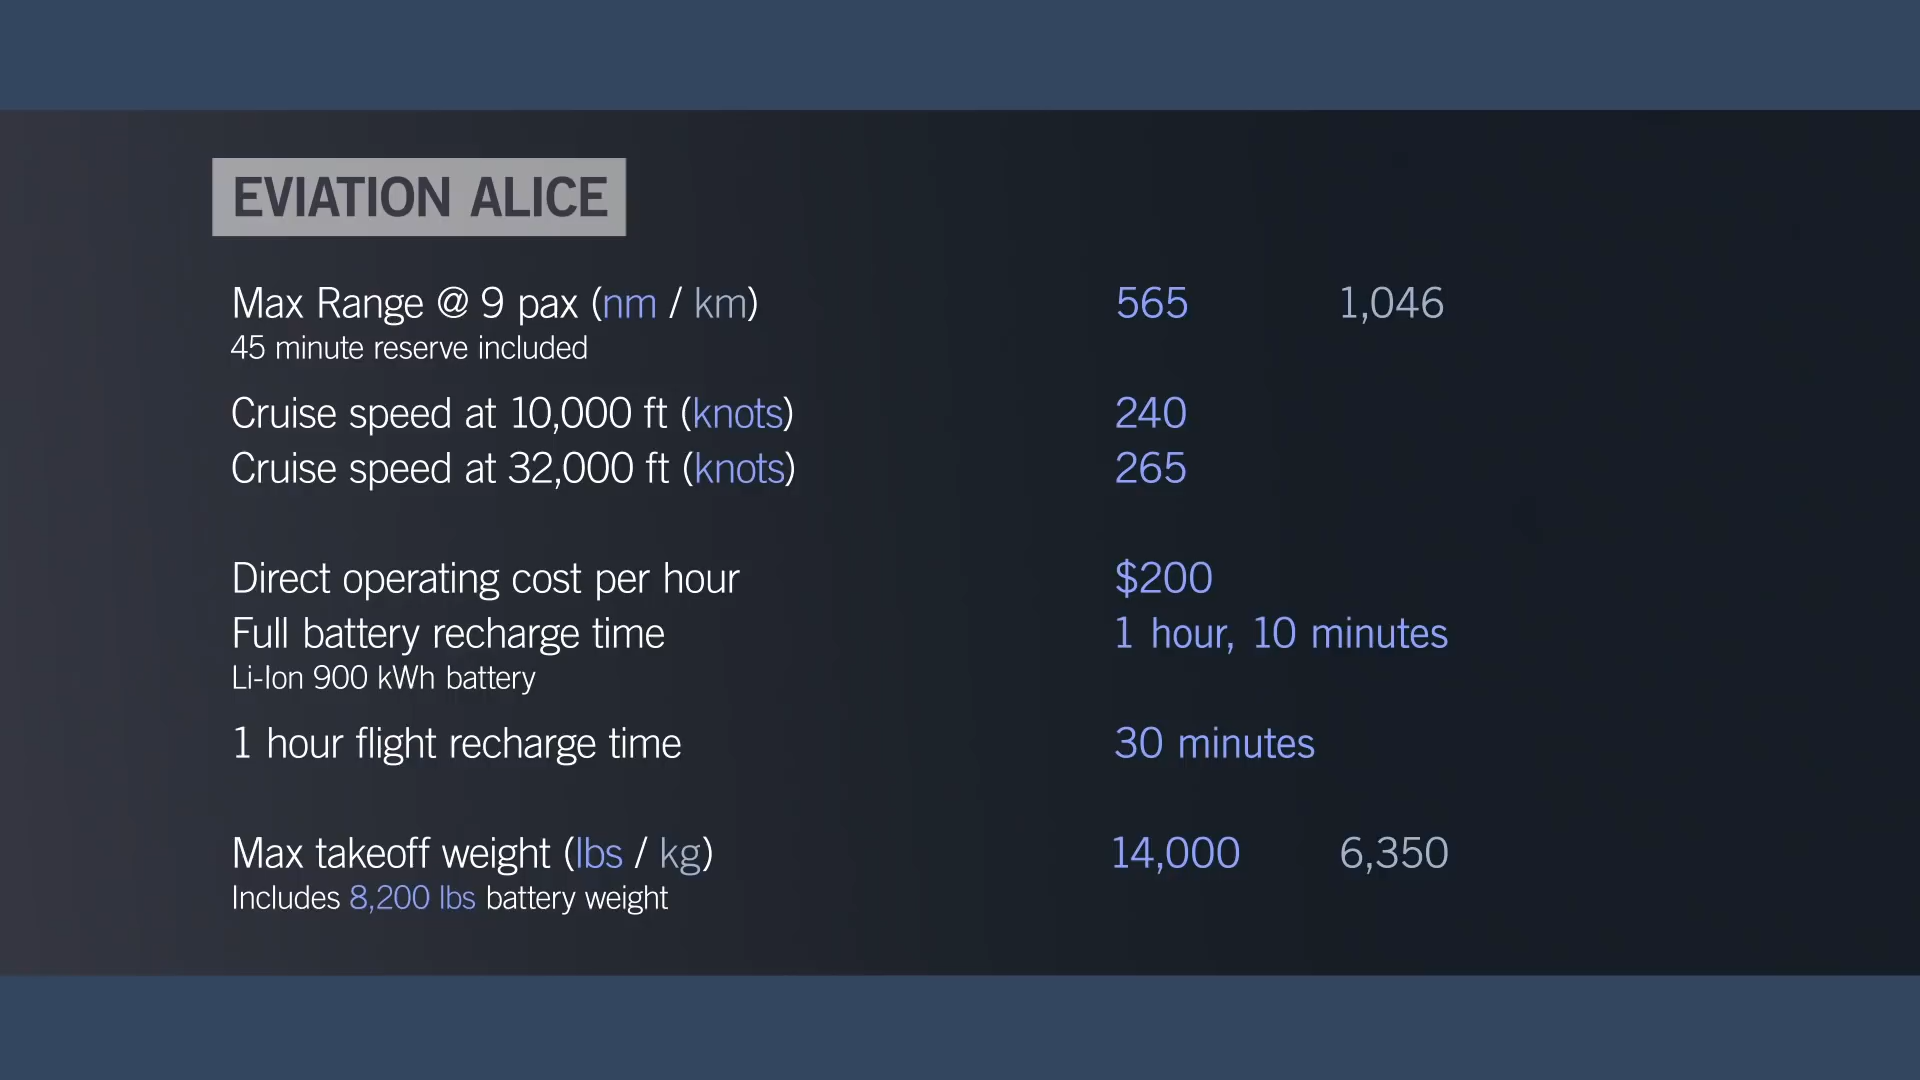 EVIATION ALICE
Max Range @ 9 pax (nm / km) 565 1,046
45 minute reserve included
Cruise speed at 10,000 ft (knots) 240
Cruise speed at 32,000 ft (knots) 265
Direct operating cost per hour $200
Full battery recharge time 1 hour, 10 minutes
Li-Ion 900 kWh battery
1 hour flight recharge time 30 minutes
Max takeoff weight (lbs / kg) 14,000 6,350
Includes 8,200 lbs battery weight